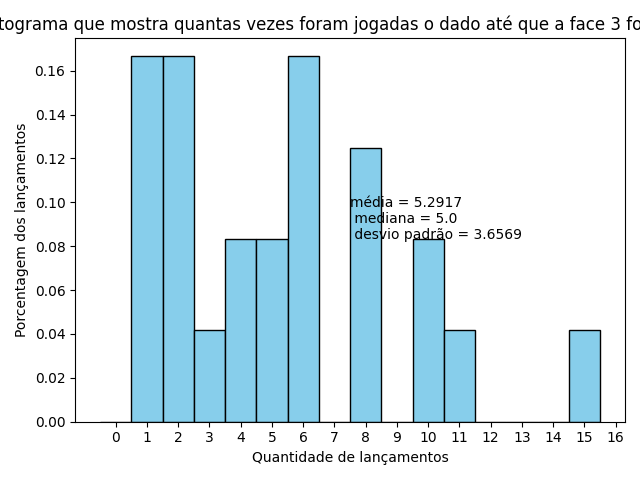 tograma que mostra quantas vezes foram jogadas o dado até que a face 3 fo
0.16
0.14
0.12
0.10
0.08
0.06
0.04
0.02
0.00
Porcentagem dos lançamentos
média = 5.2917
mediana = 5.0
desvio padrão = 3.6569
0 1 2 3 4 5 6 7 8 9 10 11 12 13 14 15 16
Quantidade de lançamentos